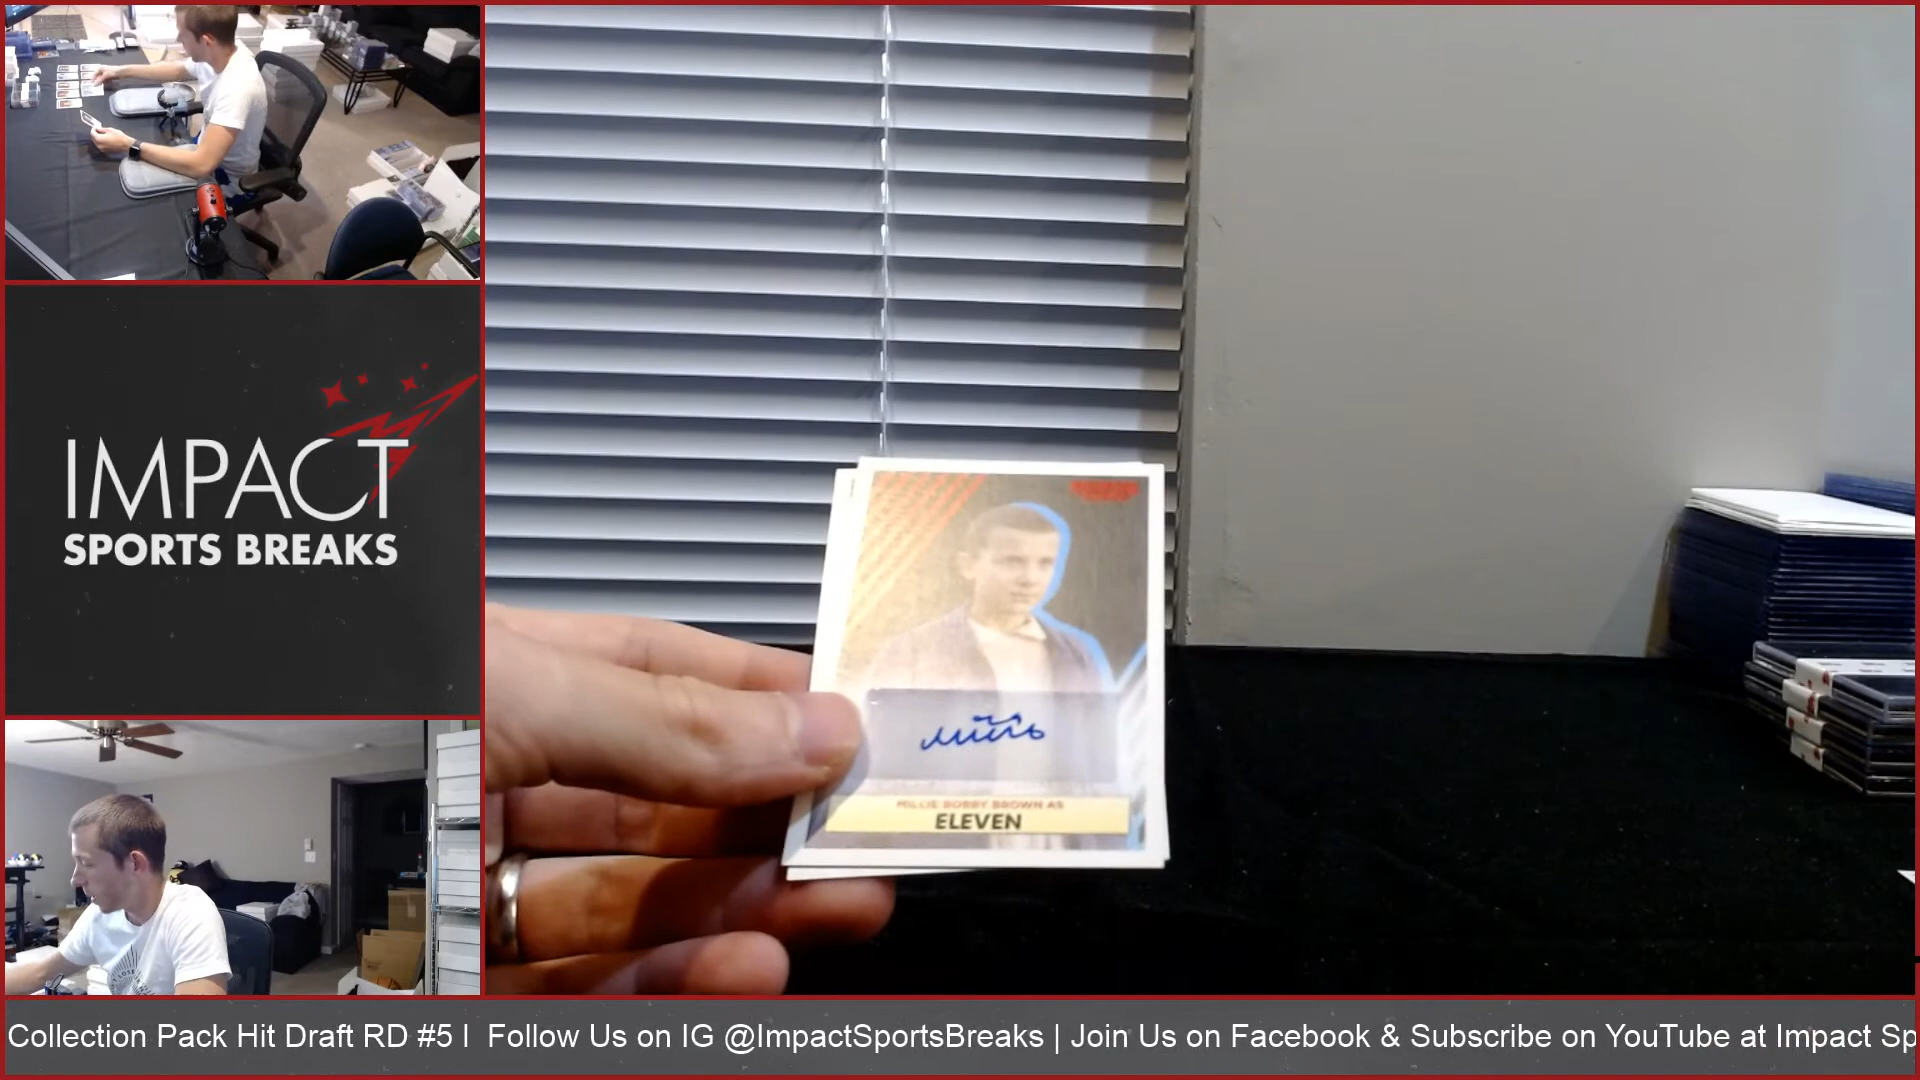 IMPACT
SPORTS BREAKS
MILLIE BOBBY BROWN AS
ELEVEN
Collection Pack Hit Draft RD #5 I Follow Us on IG @ImpactSportsBreaks | Join Us on Facebook & Subscribe on YouTube at Impact Sp